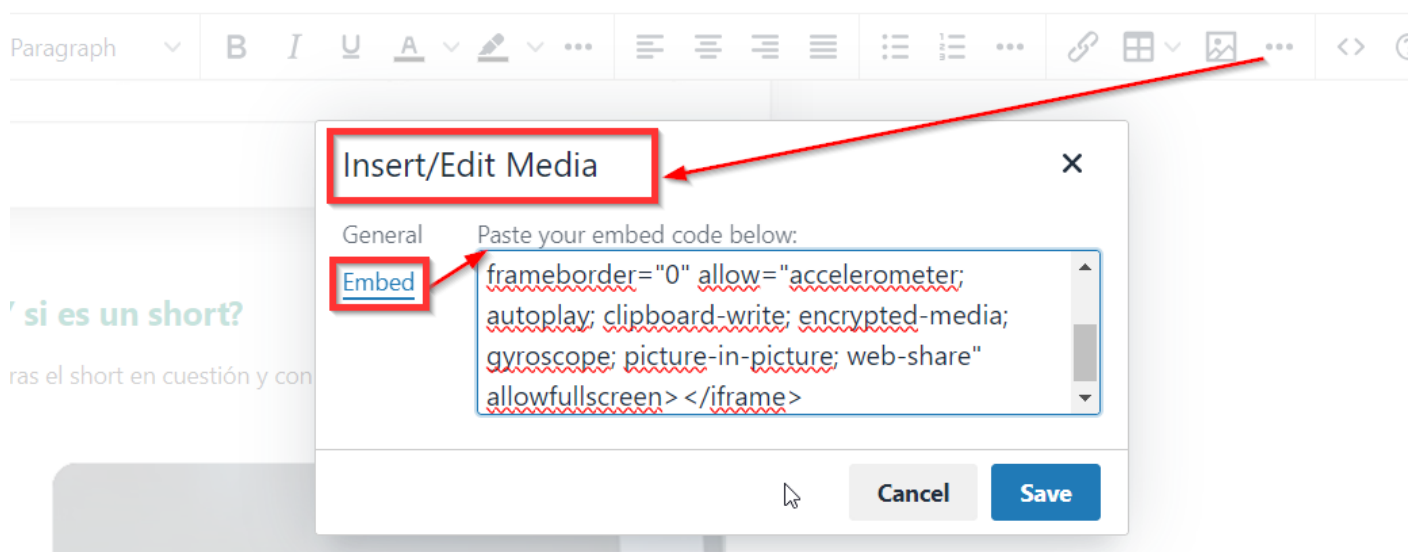 Paragraph
B I U A
Insert/Edit Media
General
Paste your embed code below:
Embed
frameborder="0" allow="accelerometer;
autoplay; clipboard-write; encrypted-media;
gyroscope; picture-in-picture; web-share"
allowfullscreen></iframe>
si es un short?
ras el short en cuestión y con
Cancel
Save